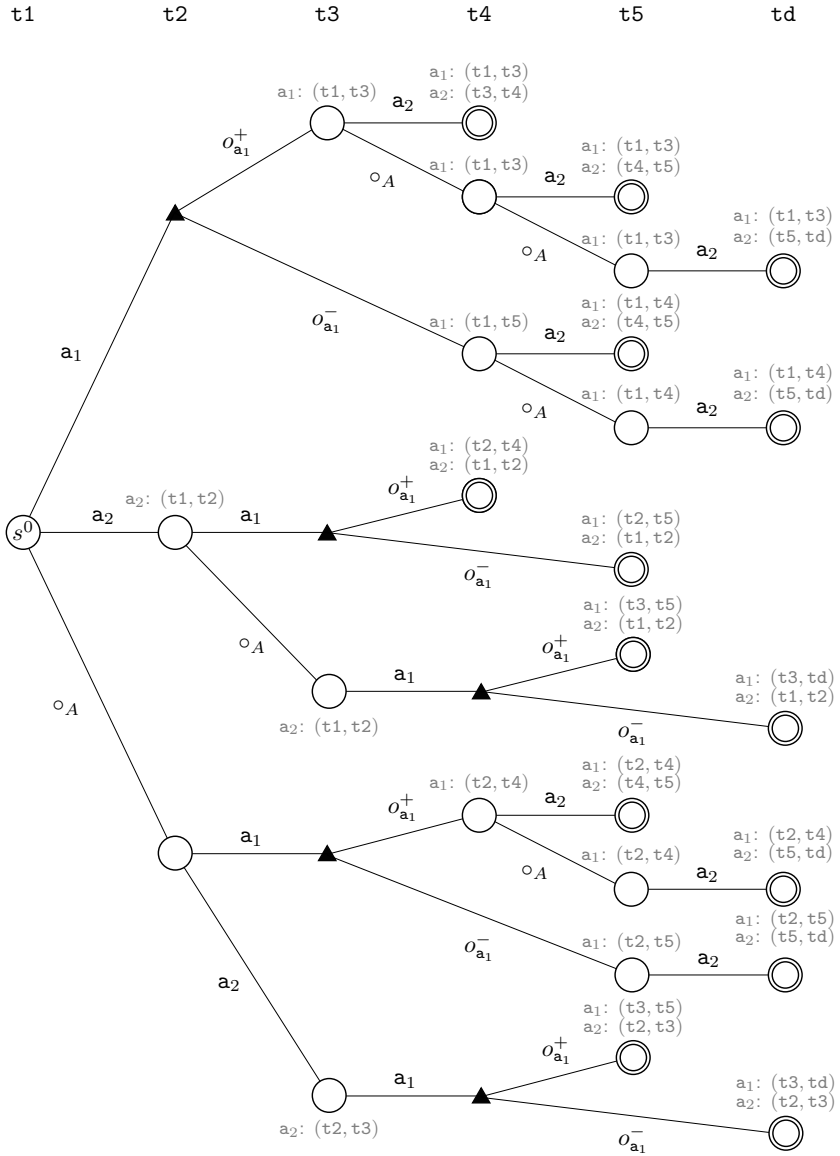 t1 t2 t3 t4 t5 td
a₁: (t1,t3)
a₂: (t3,t4)
a₁: (t1,t3)
a₂
o⁺ₐ₁
a₁: (t1,t3)
a₂: (t4,t5)
a₁: (t1,t3)
∘A
a₂
a₁: (t1,t3)
a₂: (t5,td)
a₁: (t1,t3)
∘A
a₂
a₁: (t1,t4)
a₂: (t4,t5)
a₁: (t1,t5)
o⁻ₐ₁
a₂
a₁
a₁: (t1,t4)
a₂: (t5,td)
a₁: (t1,t4)
∘A
a₂
a₁: (t2,t4)
a₂: (t1,t2)
o⁺ₐ₁
a₂: (t1,t2)
a₂
a₁
s⁰
a₁: (t2,t5)
a₂: (t1,t2)
o⁻ₐ₁
a₁: (t3,t5)
a₂: (t1,t2)
∘A
o⁺ₐ₁
a₁
a₁: (t3,td)
a₂: (t1,t2)
∘A
a₂: (t1,t2)
o⁻ₐ₁
a₁: (t2,t4)
a₂: (t4,t5)
a₁: (t2,t4)
o⁺ₐ₁
a₂
a₁
a₁: (t2,t4)
a₂: (t5,td)
a₁: (t2,t4)
∘A
a₂
a₁: (t2,t5)
a₂: (t5,td)
a₁: (t2,t5)
o⁻ₐ₁
a₂
a₂
a₁: (t3,t5)
a₂: (t2,t3)
o⁺ₐ₁
a₁
a₁: (t3,td)
a₂: (t2,t3)
a₂: (t2,t3)
o⁻ₐ₁